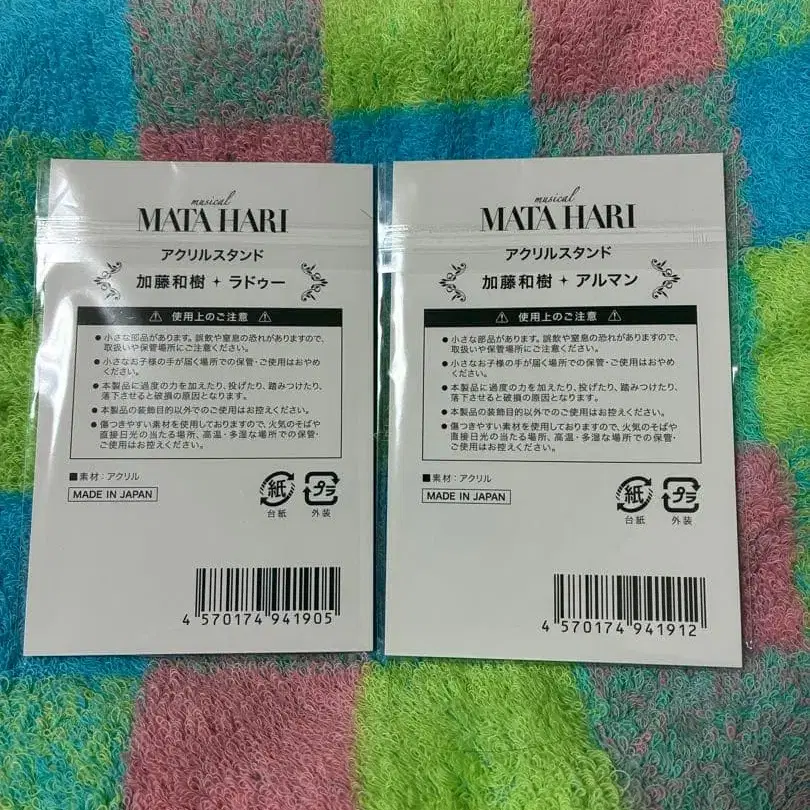 musical
MATA HARI
アクリルスタンド
加藤和樹 ✦ ラドゥー
⚠ 使用上のご注意 ⚠
● 小さな部品があります。誤飲や窒息の恐れがありますので、
取扱いや保管場所にご注意ください。
● 小さなお子様の手が届く場所での保管・ご使用はおやめ
ください。
● 本製品に過度の力を加えたり、投げたり、踏みつけたり、
落下させると破損の原因となります。
● 本製品の装飾目的以外でのご使用はお控えください。
● 傷つきやすい素材を使用しておりますので、火気のそばや
直接日光の当たる場所、高温・多湿な場所での保管・
ご使用はお控えください。
■素材：アクリル
MADE IN JAPAN
紙
台紙
プラ
外装
4 570174 941905
musical
MATA HARI
アクリルスタンド
加藤和樹 ✦ アルマン
⚠ 使用上のご注意 ⚠
● 小さな部品があります。誤飲や窒息の恐れがありますので、
取扱いや保管場所にご注意ください。
● 小さなお子様の手が届く場所での保管・ご使用はおやめ
ください。
● 本製品に過度の力を加えたり、投げたり、踏みつけたり、
落下させると破損の原因となります。
● 本製品の装飾目的以外でのご使用はお控えください。
● 傷つきやすい素材を使用しておりますので、火気のそばや
直接日光の当たる場所、高温・多湿な場所での保管・
ご使用はお控えください。
■素材：アクリル
MADE IN JAPAN
紙
台紙
プラ
外装
4 570174 941912